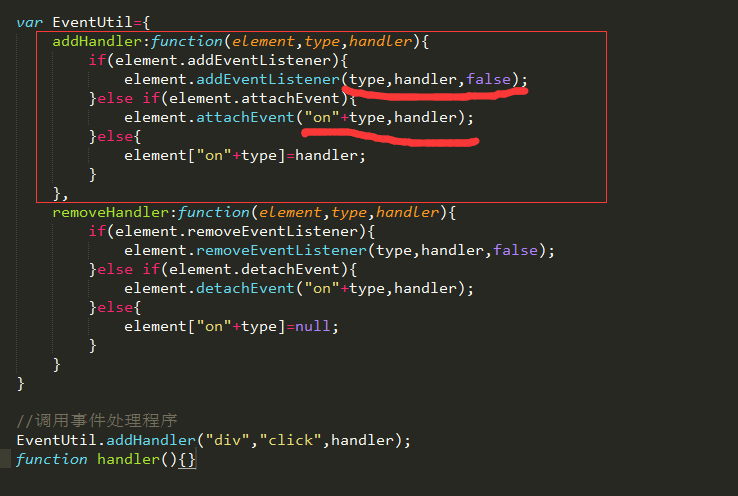 var EventUtil={
addHandler:function(element,type,handler){
if(element.addEventListener){
element.addEventListener(type,handler,false);
}else if(element.attachEvent){
element.attachEvent("on"+type,handler);
}else{
element["on"+type]=handler;
}
},
removeHandler:function(element,type,handler){
if(element.removeEventListener){
element.removeEventListener(type,handler,false);
}else if(element.detachEvent){
element.detachEvent("on"+type,handler);
}else{
element["on"+type]=null;
}
}
}
//调用事件处理程序
EventUtil.addHandler("div","click",handler);
function handler(){}